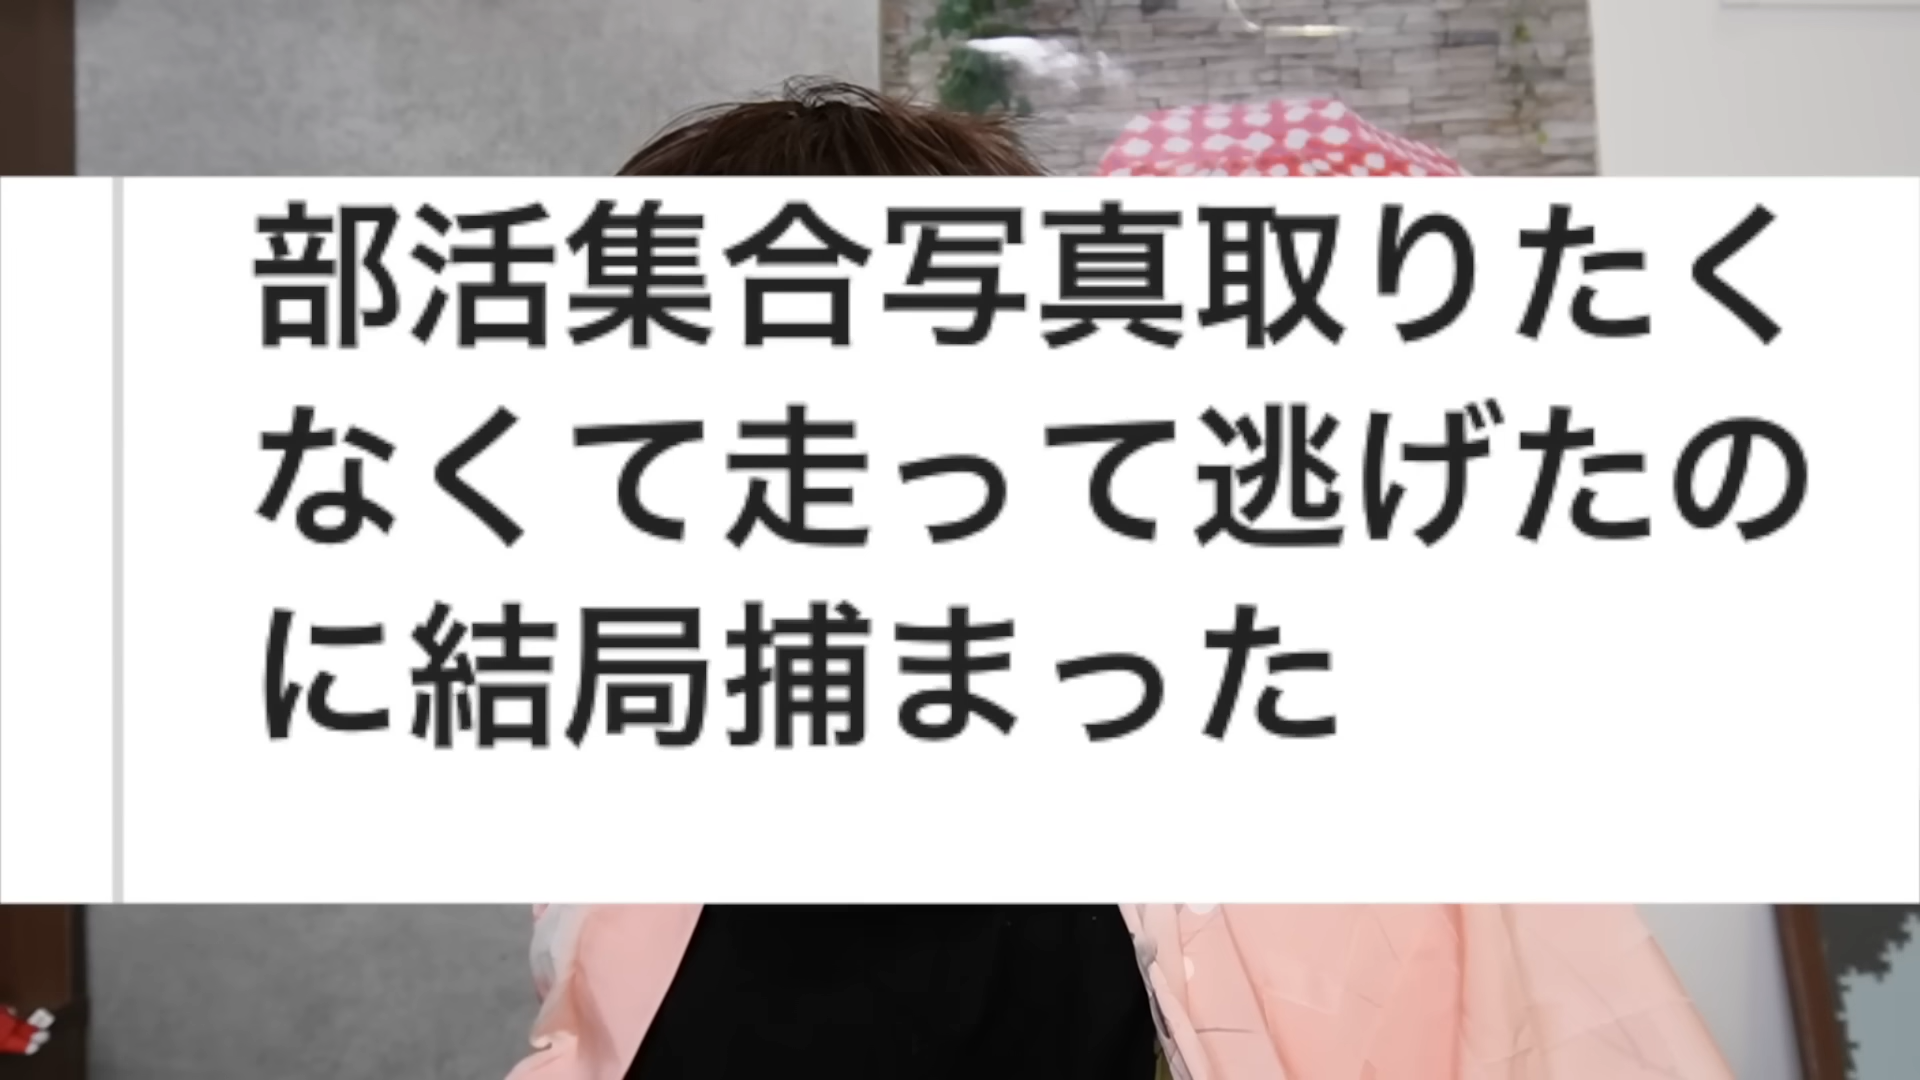 部活集合写真取りたく
なくて走って逃げたの
に結局捕まった